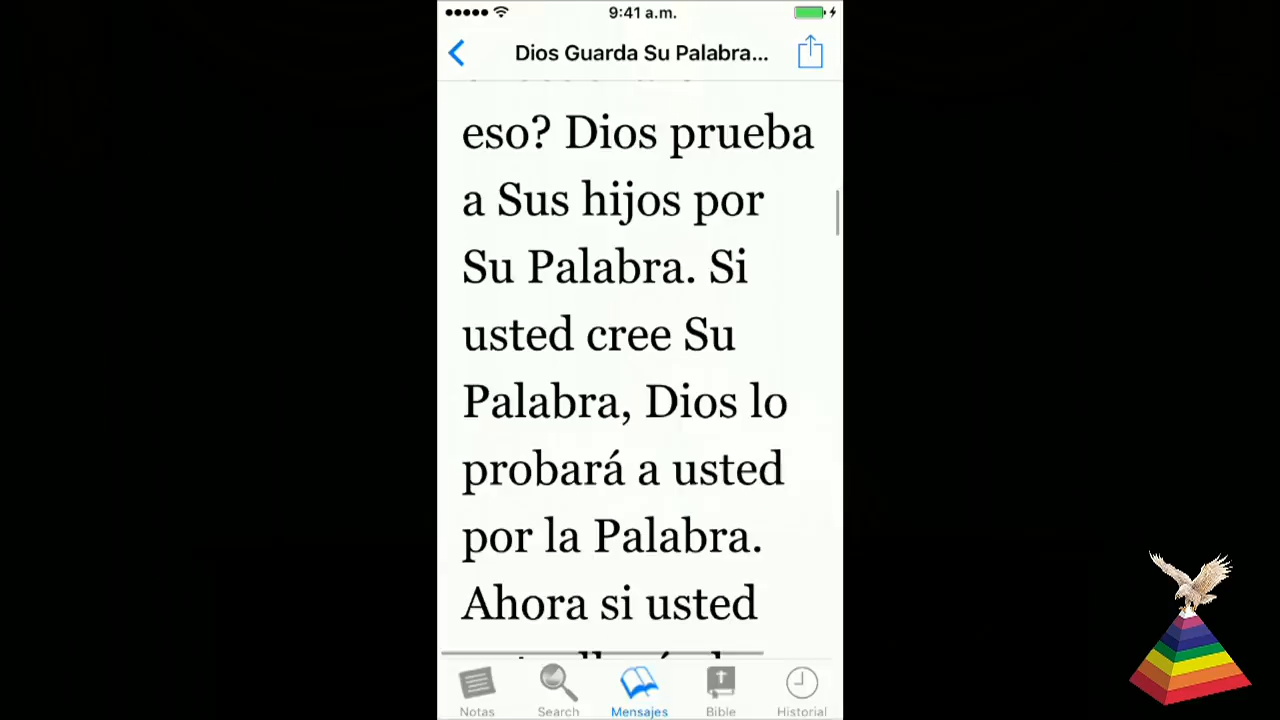 9:41 a.m.
Dios Guarda Su Palabra...
eso? Dios prueba
a Sus hijos por
Su Palabra. Si
usted cree Su
Palabra, Dios lo
probará a usted
por la Palabra.
Ahora si usted
Notas Search Mensajes Bible Historial